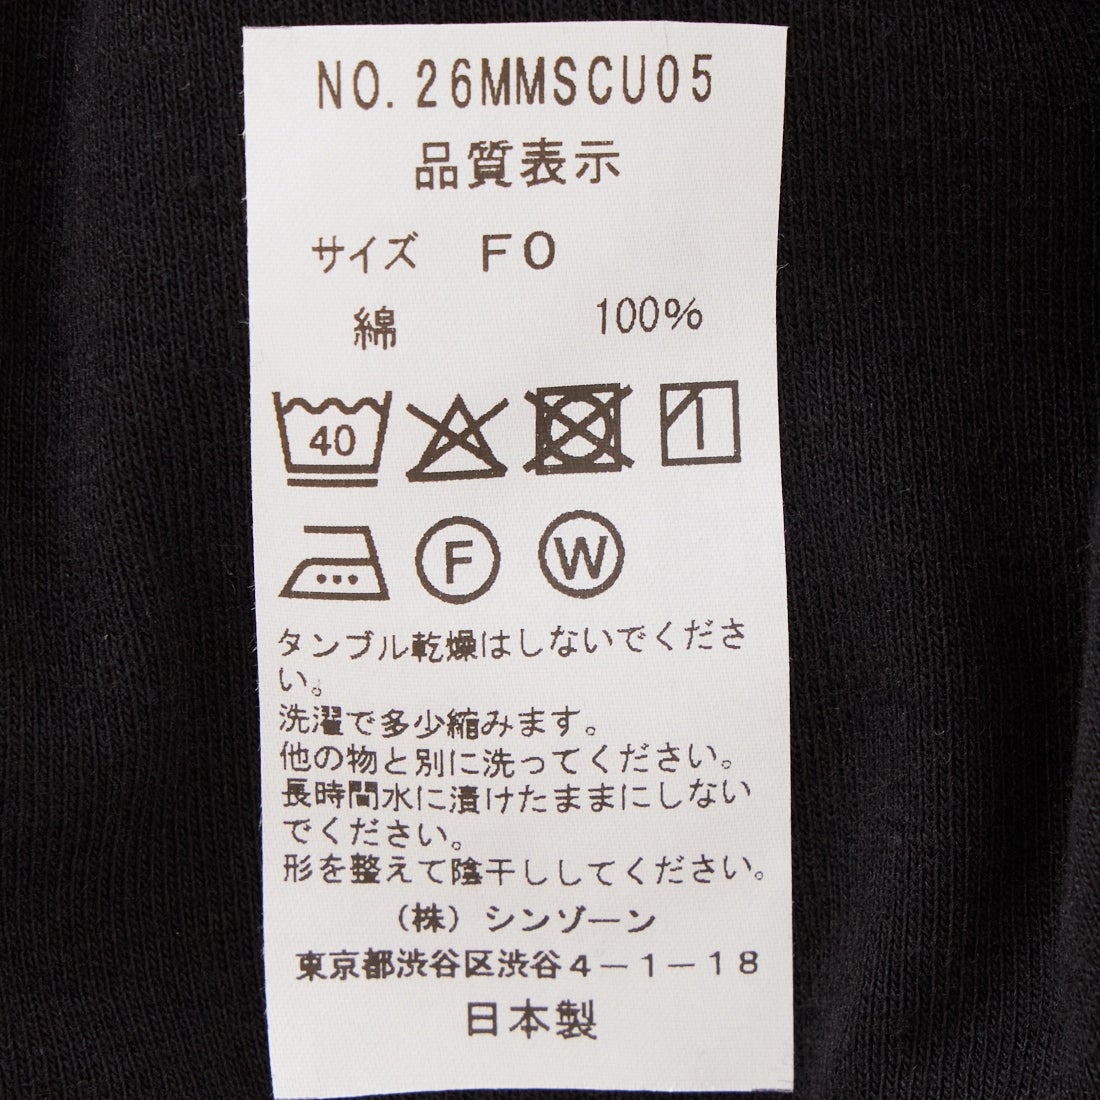 NO. 26MMSCU05
品質表示
サイズ FO
綿 100%
40
F W
タンブル乾燥はしないでくださ
い。
洗濯で多少縮みます。
他の物と別に洗ってください。
長時間水に漬けたままにしない
でください。
形を整えて陰干ししてください。
（株）シンゾーン
東京都渋谷区渋谷４－１－１８
日本製